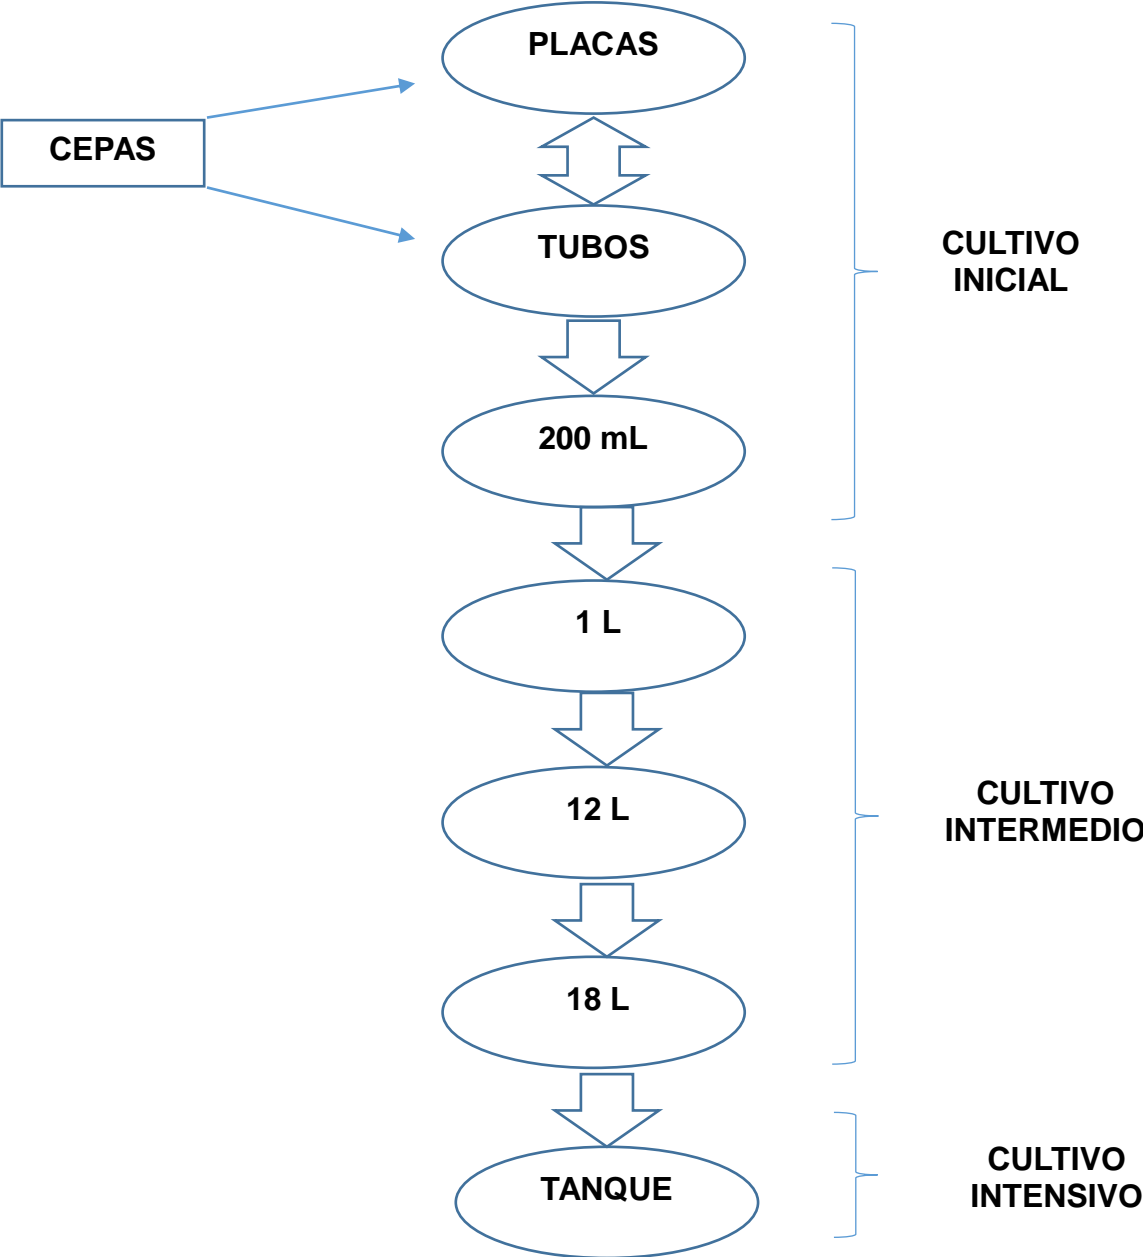 PLACAS
CEPAS
TUBOS
CULTIVO
INICIAL
200 mL
1 L
12 L
CULTIVO
INTERMEDIO
18 L
TANQUE
CULTIVO
INTENSIVO